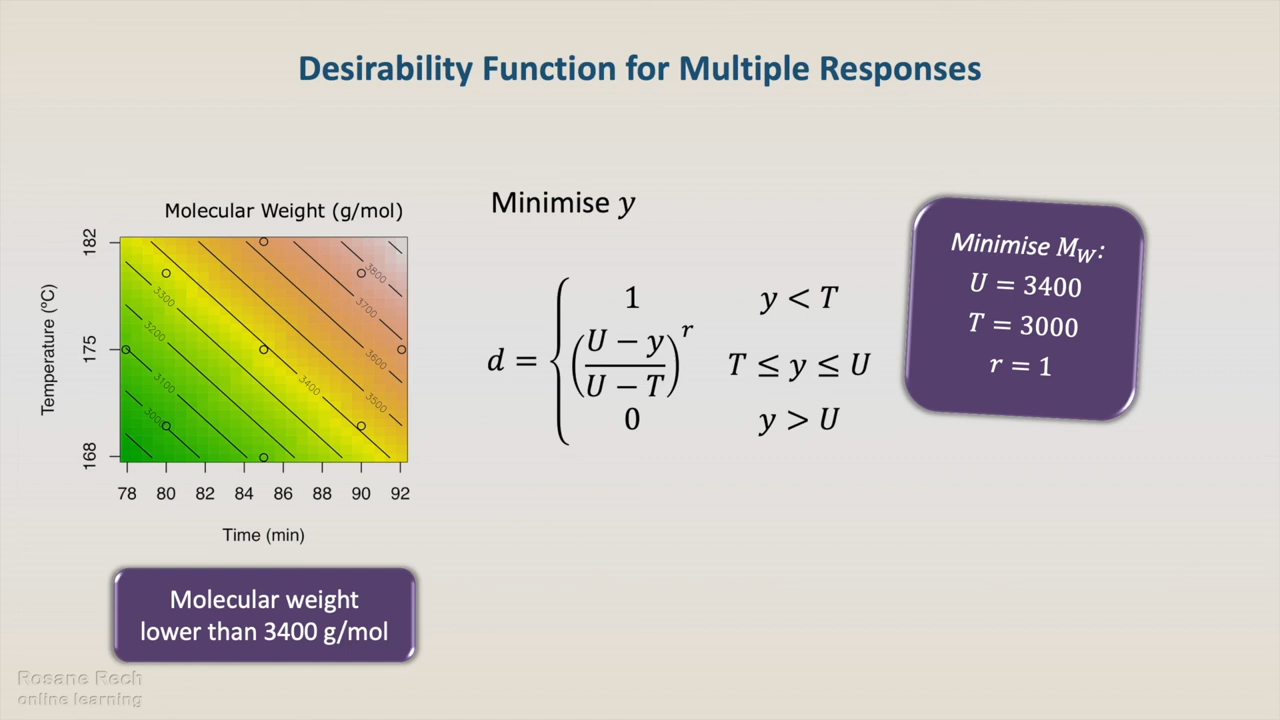 Desirability Function for Multiple Responses
Molecular Weight (g/mol)
182
175
168
Temperature (ºC)
3800
3700
3600
3500
3400
3300
3200
3100
3000
78 80 82 84 86 88 90 92
Time (min)
Molecular weight
lower than 3400 g/mol
Minimise y
d = { 1 y < T
((U − y)/(U − T))^r T ≤ y ≤ U
0 y > U
Minimise M_W:
U = 3400
T = 3000
r = 1
Rosane Rech
online learning